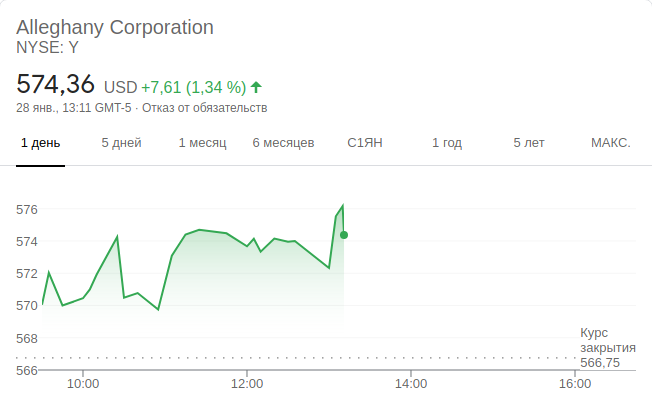 Alleghany Corporation
NYSE: Y
574,36 USD +7,61 (1,34 %)
28 янв., 13:11 GMT-5 · Отказ от обязательств
1 день 5 дней 1 месяц 6 месяцев С1ЯН 1 год 5 лет МАКС.
576
574
572
570
568
566
Курс
закрытия
566,75
10:00 12:00 14:00 16:00